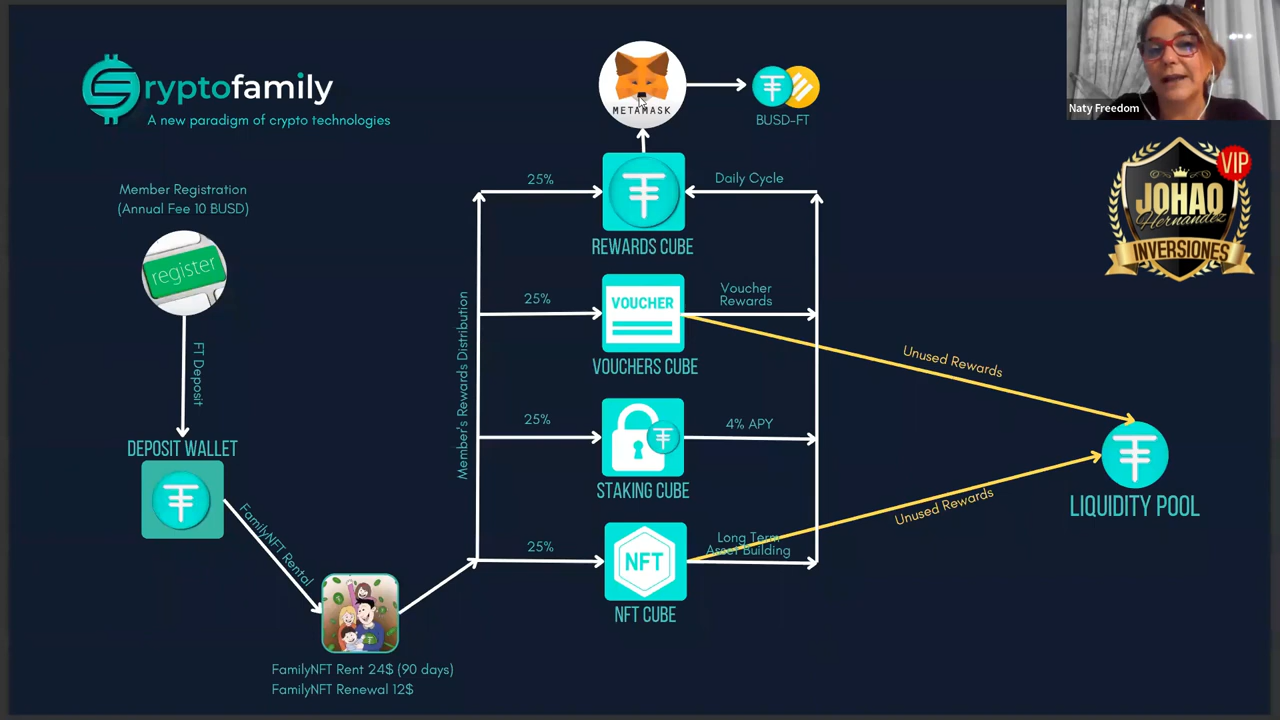 ryptofamily
A new paradigm of crypto technologies
METAMASK
BUSD-FT
Naty Freedom
VIP
JOHAO
Hernandez
INVERSIONES
Member Registration
(Annual Fee 10 BUSD)
register
FT Deposit
DEPOSIT WALLET
FamilyNFT Rental
FamilyNFT Rent 24$ (90 days)
FamilyNFT Renewal 12$
Member's Rewards Distribution
25%
Daily Cycle
REWARDS CUBE
25%
VOUCHER
Voucher
Rewards
VOUCHERS CUBE
25%
4% APY
STAKING CUBE
25%
NFT
Long Term
Asset Building
NFT CUBE
Unused Rewards
Unused Rewards
LIQUIDITY POOL